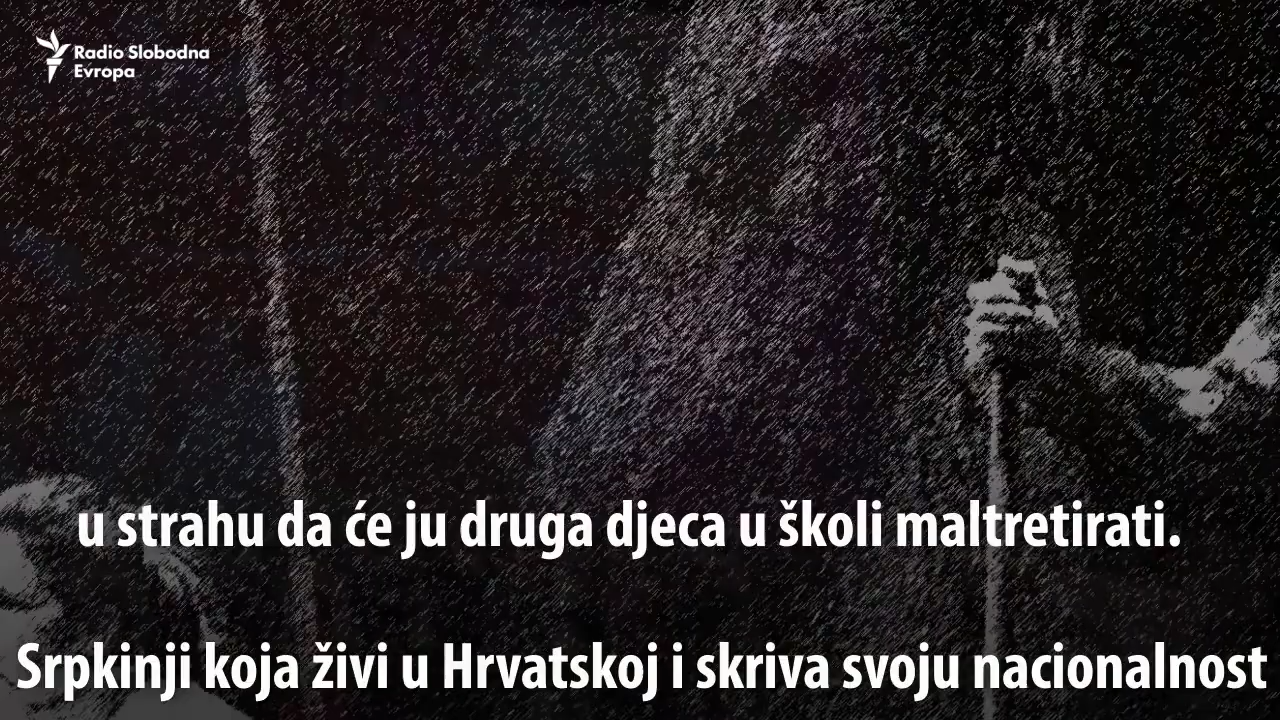 Radio Slobodna
Evropa
u strahu da će ju druga djeca u školi maltretirati.
Srpkinji koja živi u Hrvatskoj i skriva svoju nacionalnost